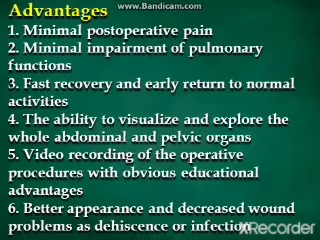 www.Bandicam.com
Advantages
1. Minimal postoperative pain
2. Minimal impairment of pulmonary
functions
3. Fast recovery and early return to normal
activities
4. The ability to visualize and explore the
whole abdominal and pelvic organs
5. Video recording of the operative
procedures with obvious educational
advantages
6. Better appearance and decreased wound
problems as dehiscence or infection
XRecorder